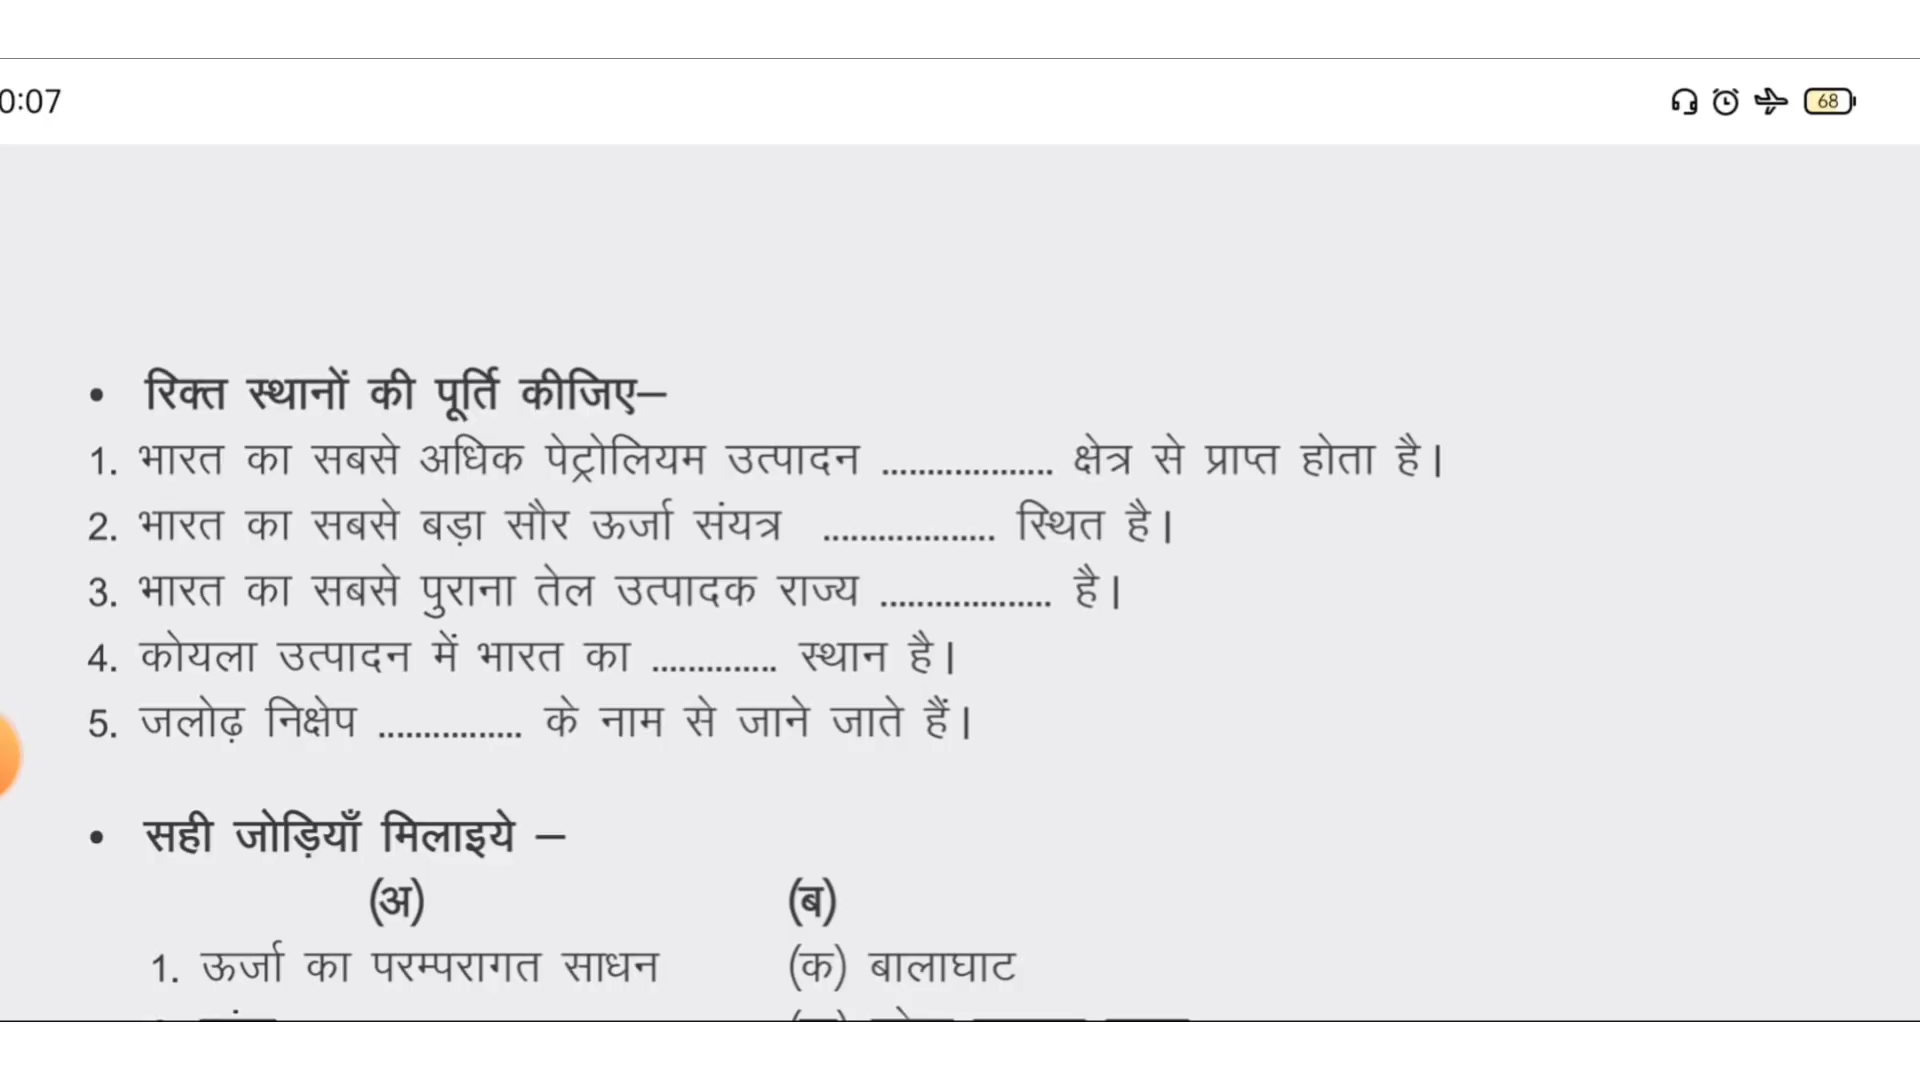 0:07
68
• रिक्त स्थानों की पूर्ति कीजिए–
1. भारत का सबसे अधिक पेट्रोलियम उत्पादन ................... क्षेत्र से प्राप्त होता है।
2. भारत का सबसे बड़ा सौर ऊर्जा संयत्र ................... स्थित है।
3. भारत का सबसे पुराना तेल उत्पादक राज्य ................... है।
4. कोयला उत्पादन में भारत का .............. स्थान है।
5. जलोढ़ निक्षेप ................ के नाम से जाने जाते हैं।
• सही जोड़ियाँ मिलाइये –
(अ) (ब)
1. ऊर्जा का परम्परागत साधन (क) बालाघाट